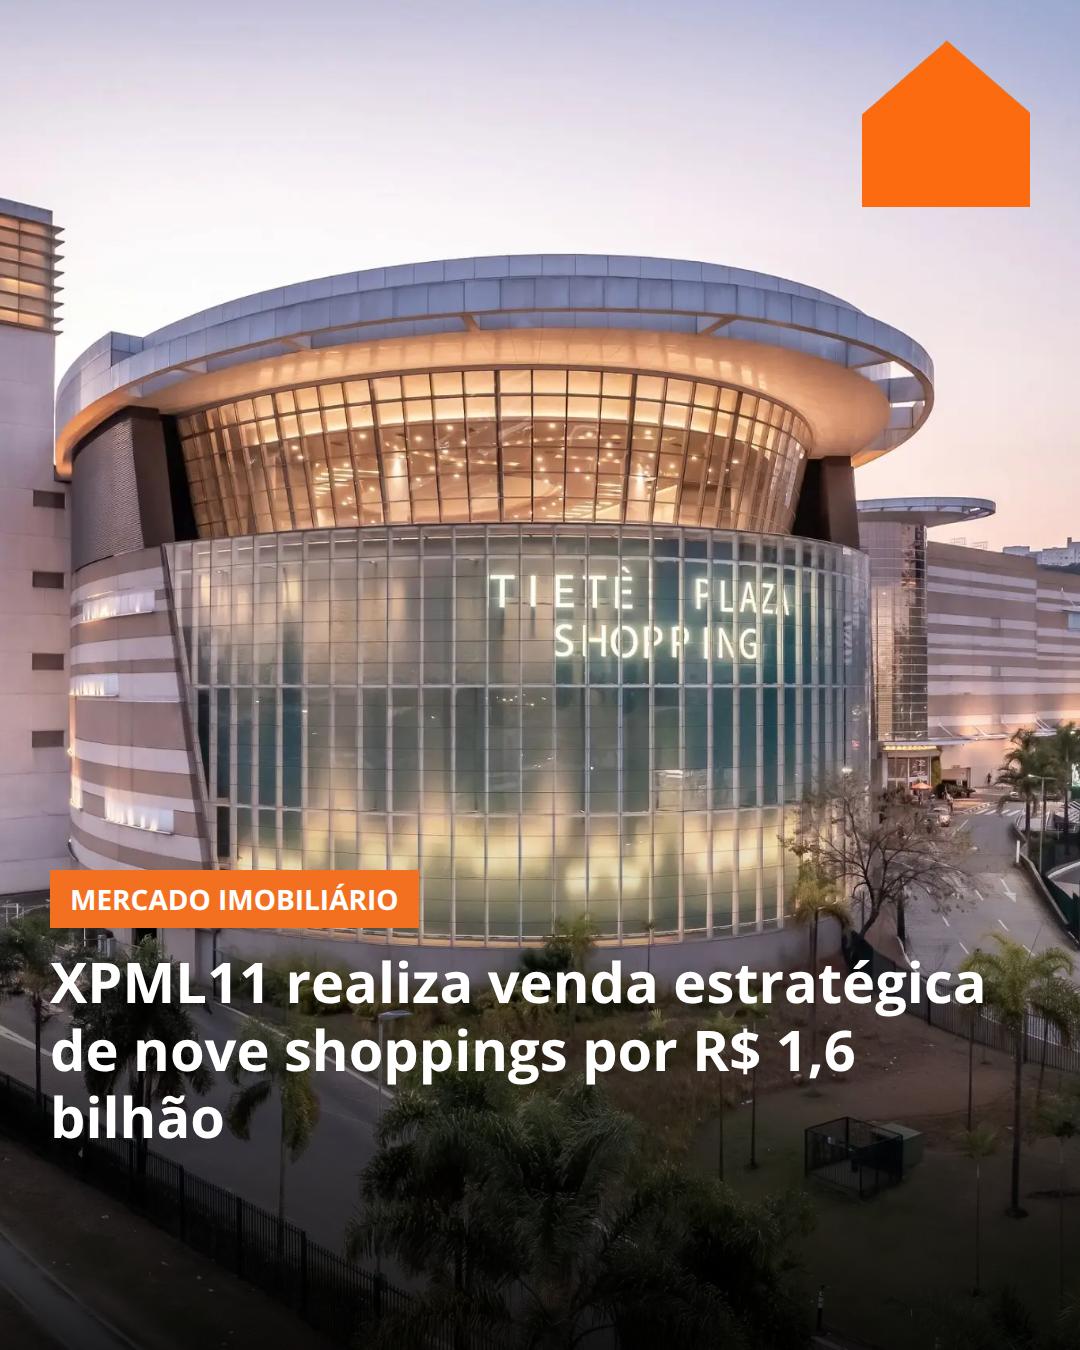 TIETÊ PLAZA
SHOPPING
MERCADO IMOBILIÁRIO
XPML11 realiza venda estratégica
de nove shoppings por R$ 1,6
bilhão